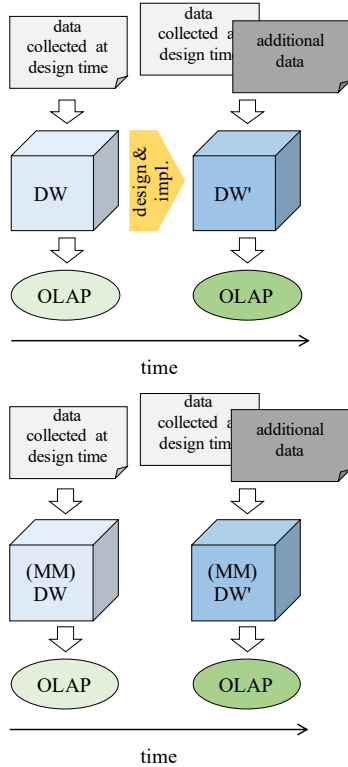 data
collected at
design time
data
collected at
design time
additional
data
DW
design &
impl.
DW'
OLAP
OLAP
time
data
collected at
design time
data
collected at
design time
additional
data
(MM)
DW
(MM)
DW'
OLAP
OLAP
time